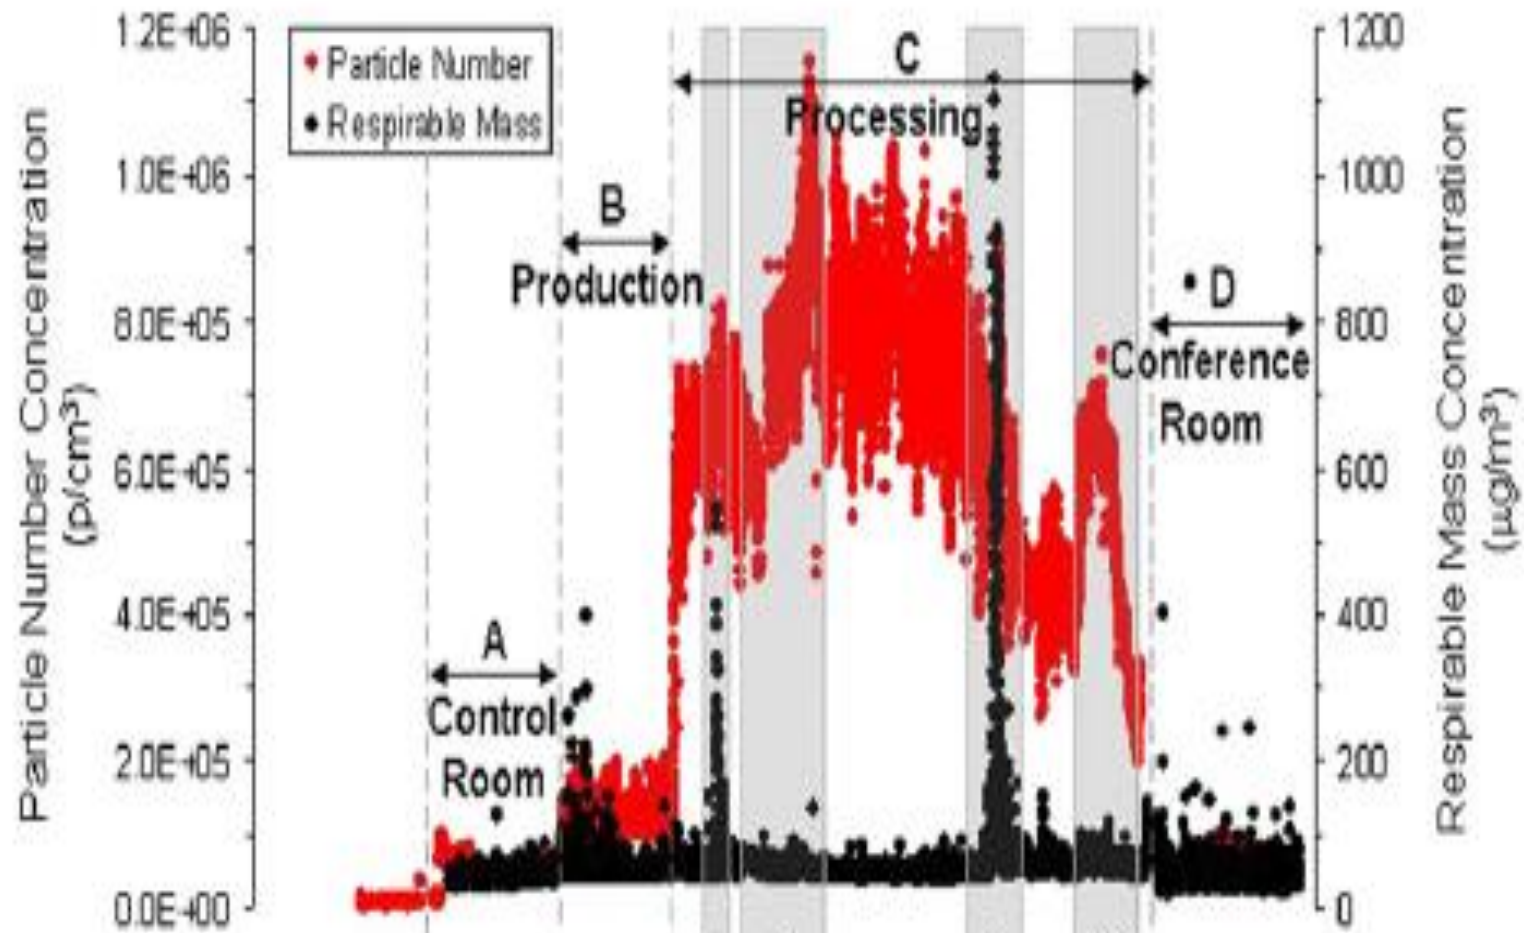 Particle Number Concentration
(p/cm³)
1.2E+06
1.0E+06
8.0E+05
6.0E+05
4.0E+05
2.0E+05
0.0E+00
Particle Number
Respirable Mass
A
Control
Room
B
Production
C
Processing
D
Conference
Room
1200
1000
800
600
400
200
0
Respirable Mass Concentration
(µg/m³)